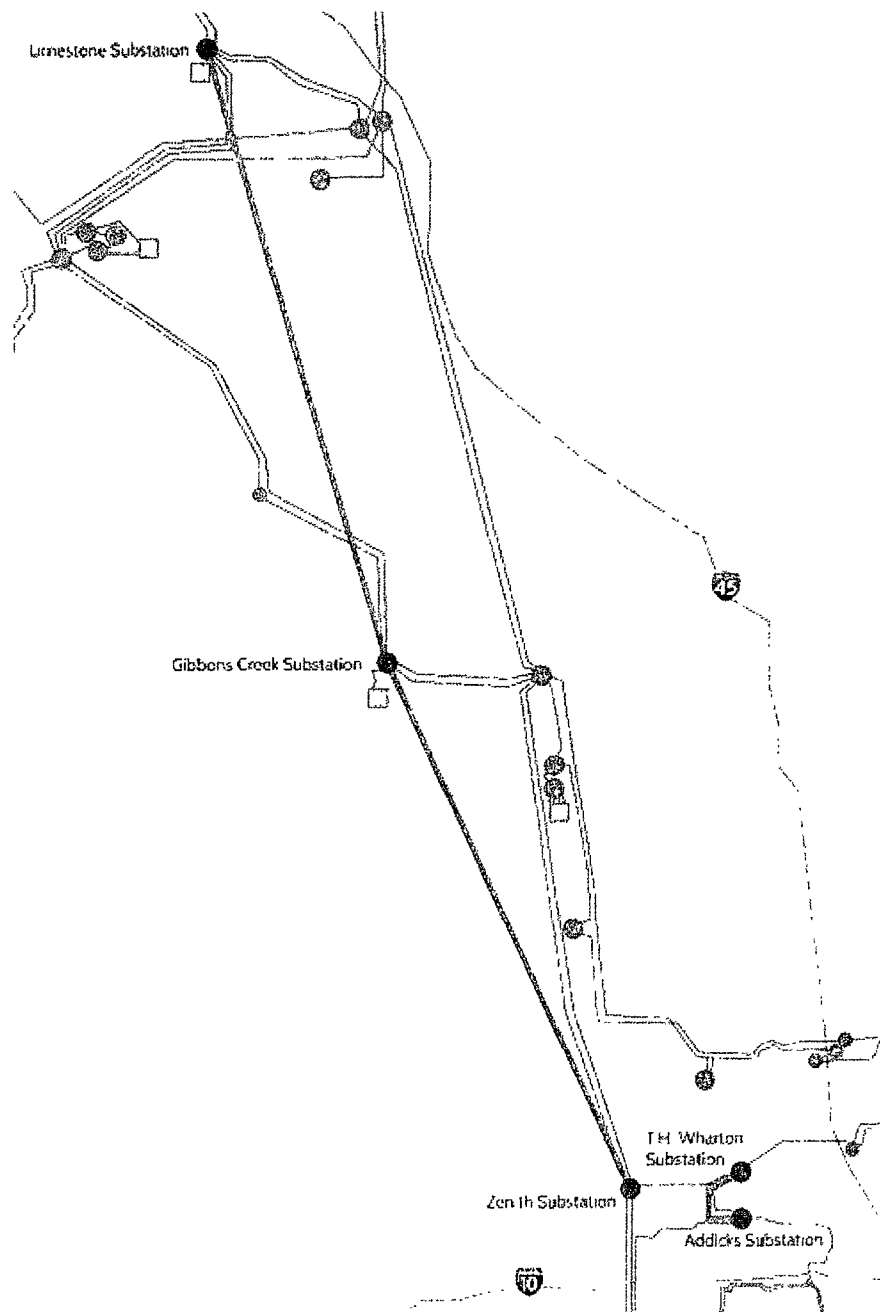 Limestone Substation
45
Gibbons Creek Substation
T H Wharton
Substation
Zenith Substation
Addicks Substation
10